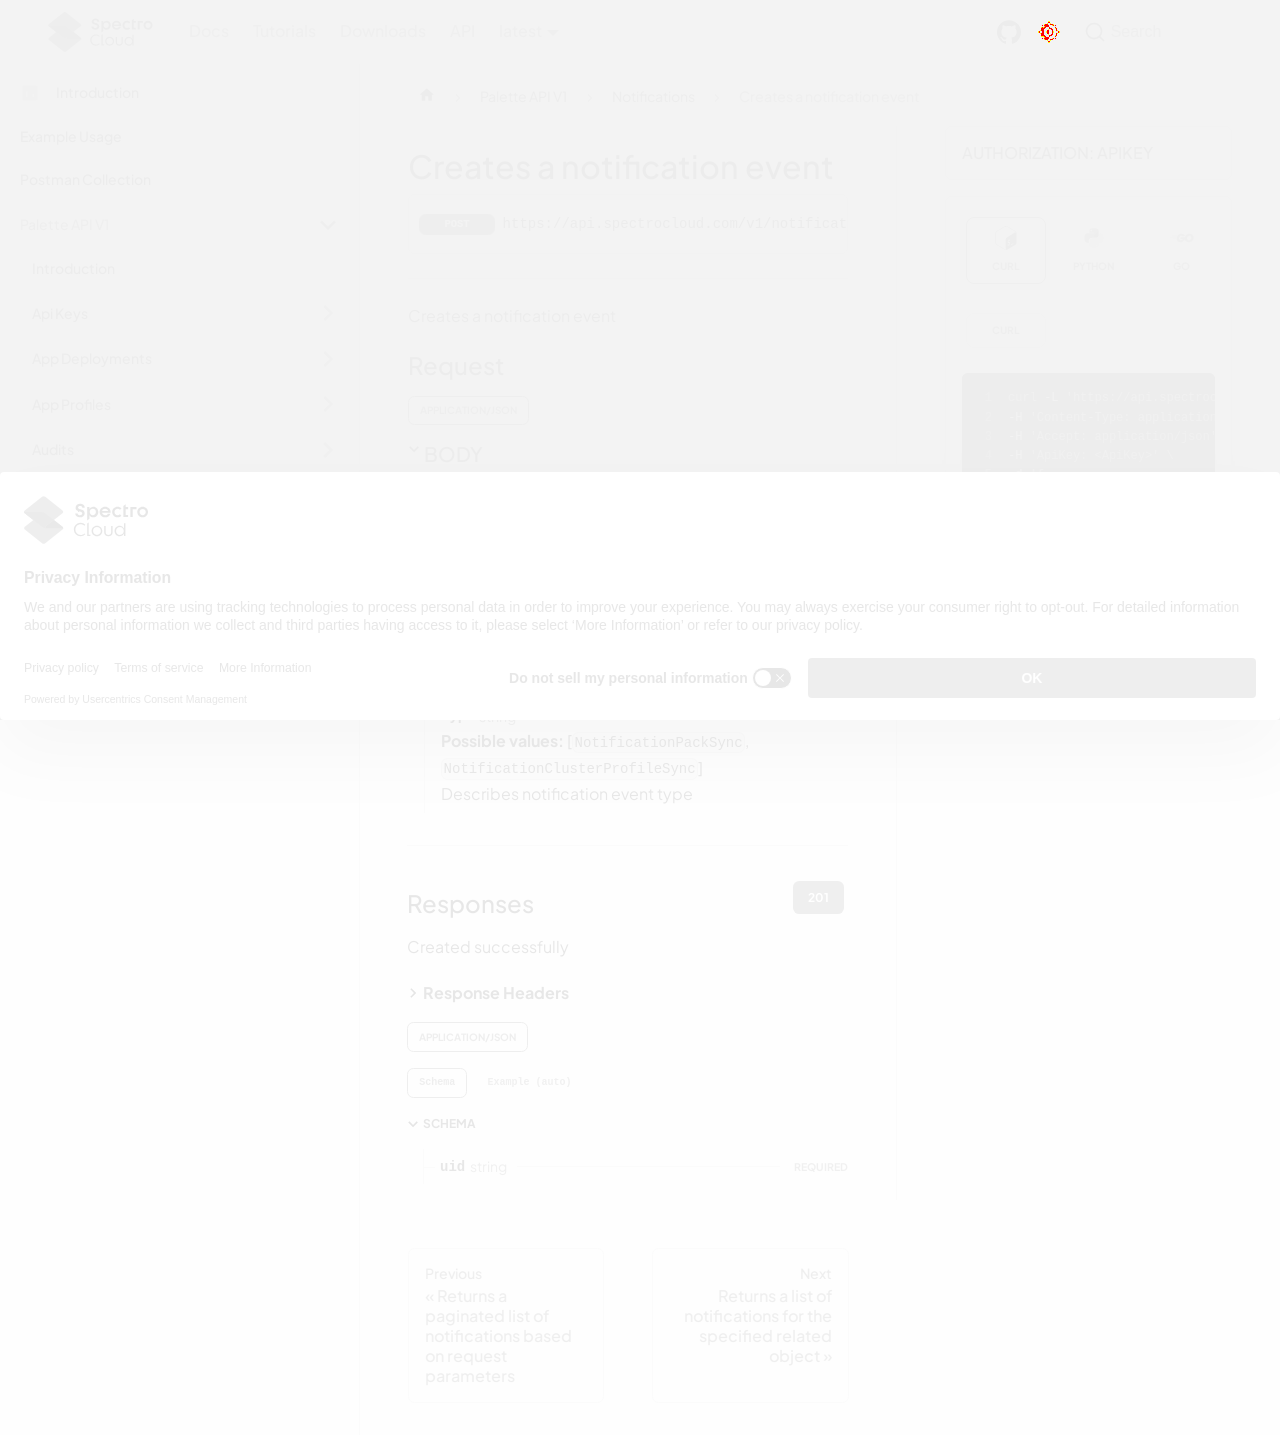 Spectro
Cloud
Docs Tutorials Downloads API latest
Search
Introduction
Example Usage
Postman Collection
Palette API V1
Introduction
Api Keys
App Deployments
App Profiles
Audits
Palette API V1
Notifications
Creates a notification event
Creates a notification event
POST
https://api.spectrocloud.com/v1/notificat
Creates a notification event
Request
APPLICATION/JSON
BODY
AUTHORIZATION: APIKEY
CURL PYTHON GO
CURL
Spectro
Cloud
Privacy Information
We and our partners are using tracking technologies to process personal data in order to improve your experience. You may always exercise your consumer right to opt-out. For detailed information
about personal information we collect and third parties having access to it, please select 'More Information' or refer to our privacy policy.
Privacy policy Terms of service More Information
Powered by Usercentrics Consent Management
Do not sell my personal information
OK
Possible values: [NotificationPackSync,
NotificationClusterProfileSync]
Describes notification event type
Responses
201
Created successfully
Response Headers
APPLICATION/JSON
Schema Example (auto)
SCHEMA
uid string REQUIRED
Previous
« Returns a
paginated list of
notifications based
on request
parameters
Next
Returns a list of
notifications for the
specified related
object »